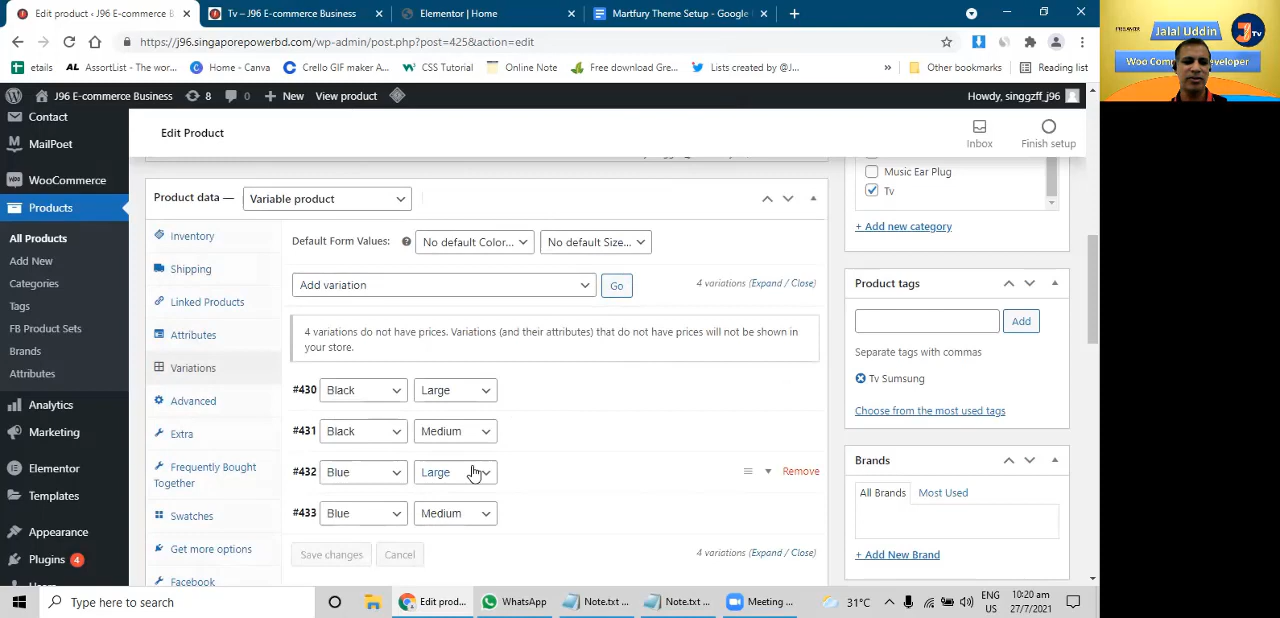 Edit product ‹ J96 E-commerce B
Tv – J96 E-commerce Business
Elementor | Home
Martfury Theme Setup - Google
https://j96.singaporepowerbd.com/wp-admin/post.php?post=425&action=edit
etails
AssortList - The wor...
Home - Canva
Crello GIF maker A...
CSS Tutorial
Online Note
Free download Gre...
Lists created by @J...
Other bookmarks
Reading list
J96 E-commerce Business
8
0
New
View product
Howdy, singgzff_j96
Jalal Uddin
Tv
Contact
MailPoet
WooCommerce
Products
All Products
Add New
Categories
Tags
FB Product Sets
Brands
Attributes
Analytics
Marketing
Elementor
Templates
Appearance
Plugins 4
Edit Product
Inbox
Finish setup
Product data —
Variable product
Inventory
Shipping
Linked Products
Attributes
Variations
Advanced
Extra
Frequently Bought
Together
Swatches
Get more options
Facebook
Default Form Values:
No default Color...
No default Size...
Add variation
Go
4 variations (Expand / Close)
4 variations do not have prices. Variations (and their attributes) that do not have prices will not be shown in
your store.
#430 Black Large
#431 Black Medium
#432 Blue Large Remove
#433 Blue Medium
Save changes
Cancel
4 variations (Expand / Close)
Music Ear Plug
Tv
+ Add new category
Product tags
Add
Separate tags with commas
Tv Sumsung
Choose from the most used tags
Brands
All Brands
Most Used
+ Add New Brand
Type here to search
Edit prod...
WhatsApp
Note.txt ...
Note.txt ...
Meeting ...
31°C
ENG
US
10:20 am
27/7/2021